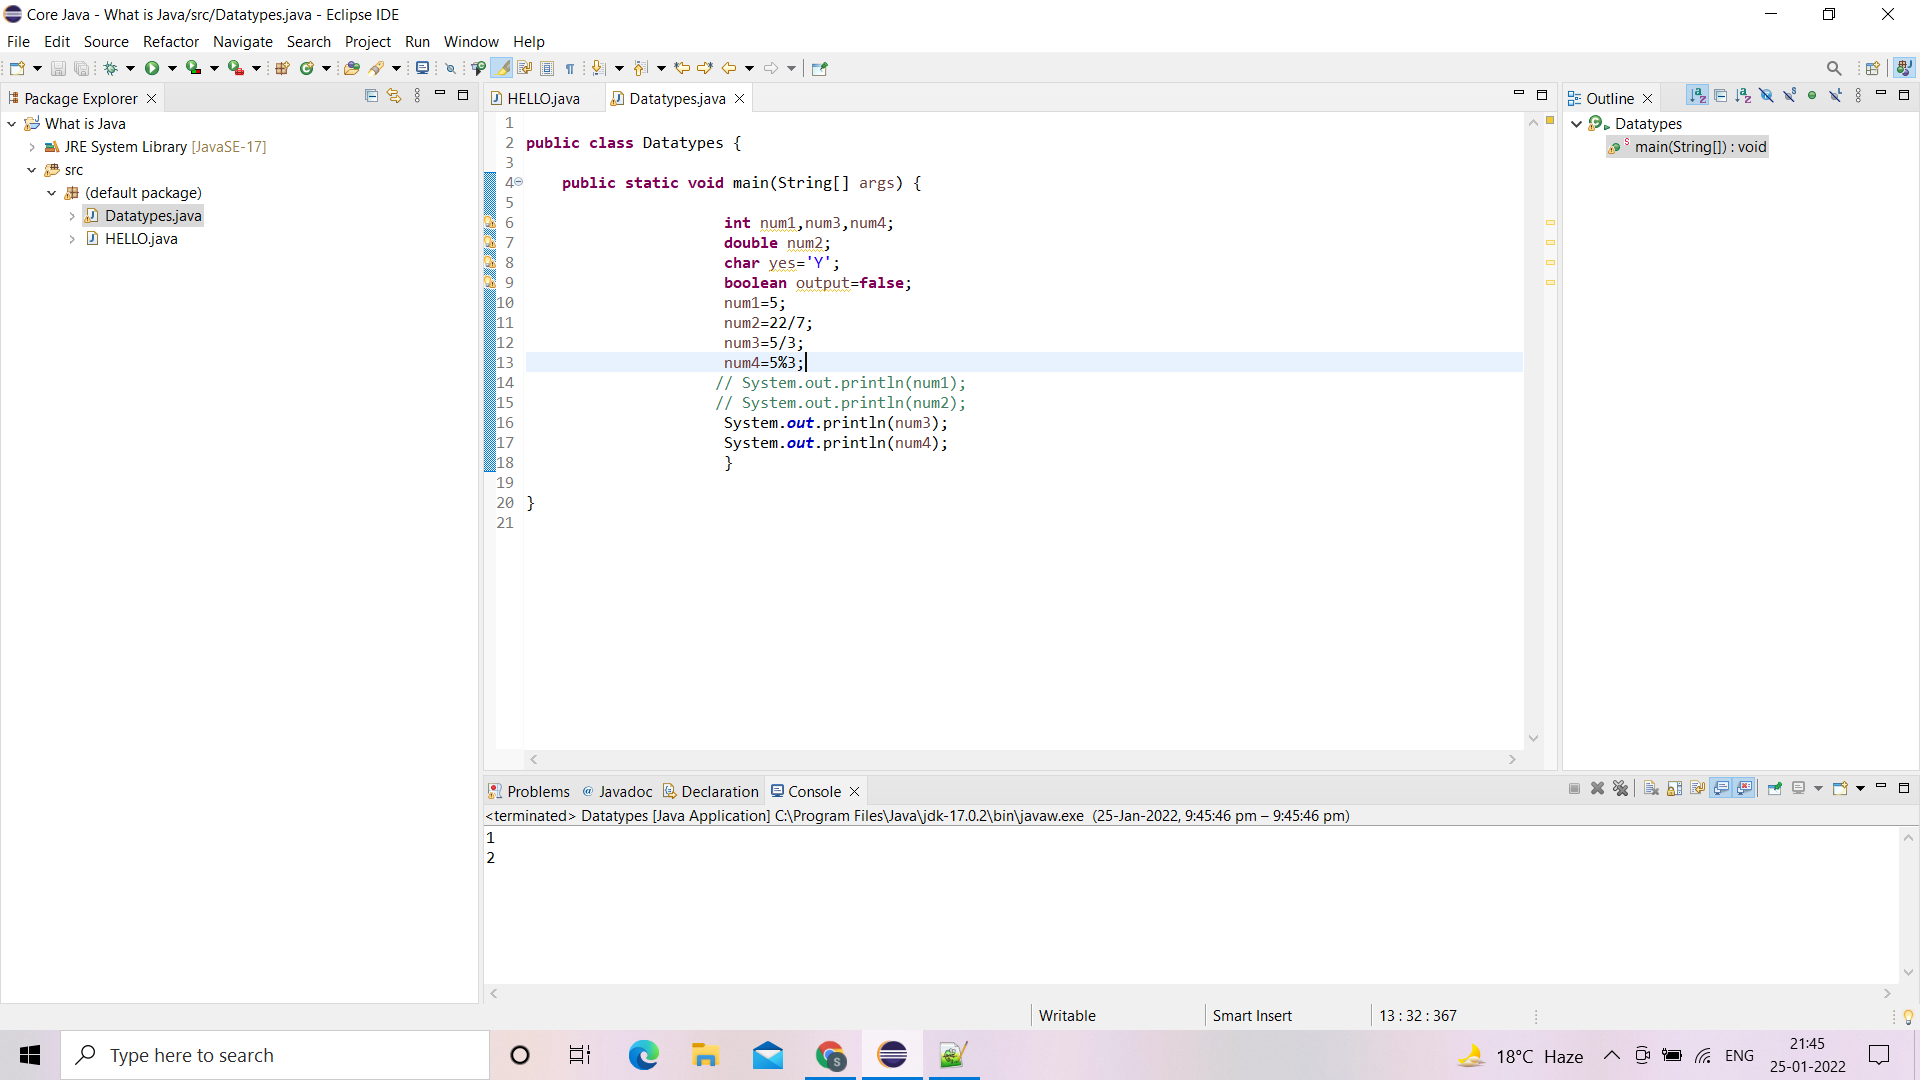 Core Java - What is Java/src/Datatypes.java - Eclipse IDE
File Edit Source Refactor Navigate Search Project Run Window Help
Package Explorer
What is Java
JRE System Library [JavaSE-17]
src
(default package)
Datatypes.java
HELLO.java
HELLO.java Datatypes.java
1
2 public class Datatypes {
3
4 public static void main(String[] args) {
5
6 int num1,num3,num4;
7 double num2;
8 char yes='Y';
9 boolean output=false;
10 num1=5;
11 num2=22/7;
12 num3=5/3;
13 num4=5%3;
14 // System.out.println(num1);
15 // System.out.println(num2);
16 System.out.println(num3);
17 System.out.println(num4);
18 }
19
20 }
21
Outline
Datatypes
main(String[]) : void
Problems @ Javadoc Declaration Console
<terminated> Datatypes [Java Application] C:\Program Files\Java\jdk-17.0.2\bin\javaw.exe (25-Jan-2022, 9:45:46 pm – 9:45:46 pm)
1
2
Writable Smart Insert 13 : 32 : 367
Type here to search
18°C Haze ENG
21:45
25-01-2022